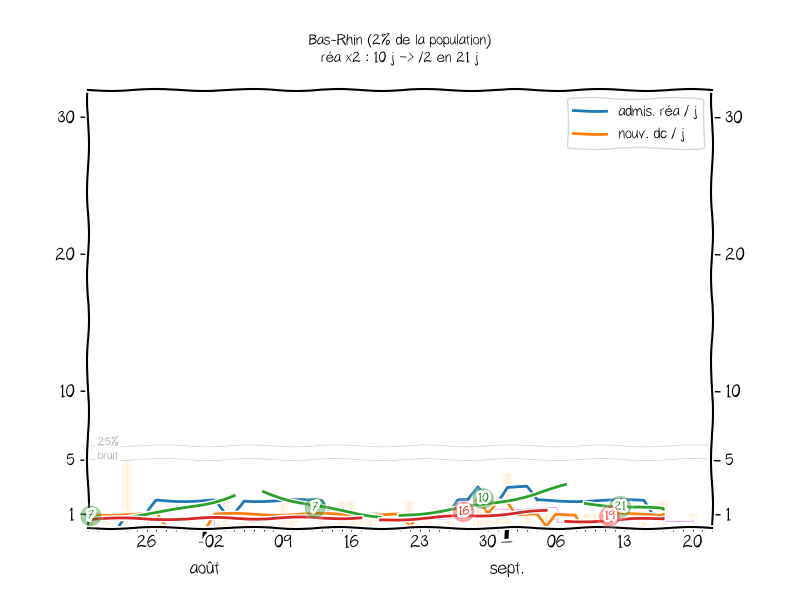 Bas-Rhin (2% de la population)
réa x2 : 10 j -> /2 en 21 j
admis. réa / j
nouv. dc / j
30 30
20 20
10 10
25%
bruit
5 5
1 1
7 7 16 10 19 21
26 02 09 16 23 30 06 13 20
août sept.